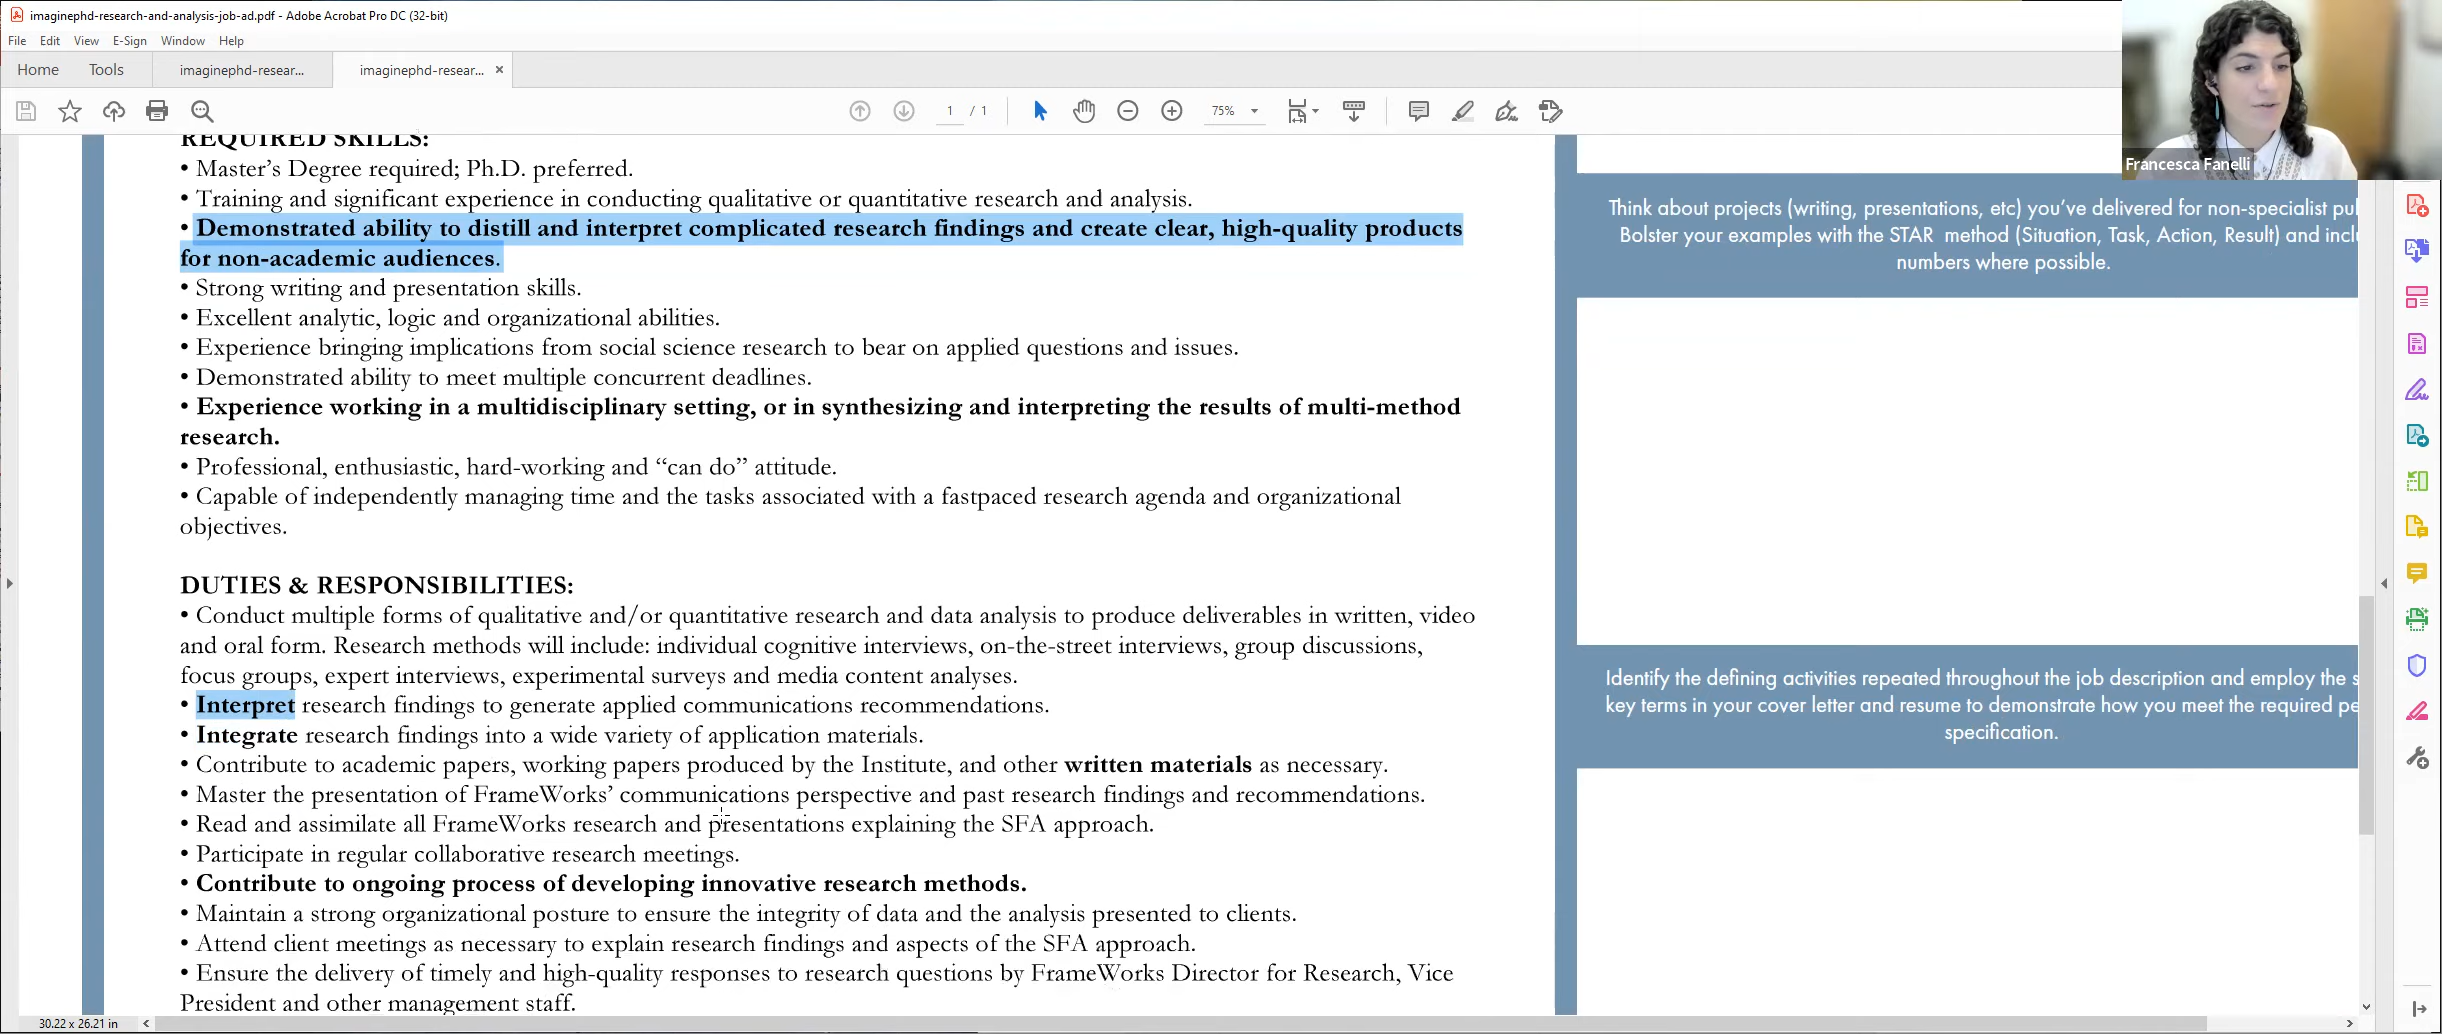 imaginephd-research-and-analysis-job-ad.pdf - Adobe Acrobat Pro DC (32-bit)
File Edit View E-Sign Window Help
Home Tools imaginephd-resear... imaginephd-resear... ×
1 / 1 75%
Francesca Fanelli
REQUIRED SKILLS:
• Master's Degree required; Ph.D. preferred.
• Training and significant experience in conducting qualitative or quantitative research and analysis.
• Demonstrated ability to distill and interpret complicated research findings and create clear, high-quality products
for non-academic audiences.
• Strong writing and presentation skills.
• Excellent analytic, logic and organizational abilities.
• Experience bringing implications from social science research to bear on applied questions and issues.
• Demonstrated ability to meet multiple concurrent deadlines.
• Experience working in a multidisciplinary setting, or in synthesizing and interpreting the results of multi-method
research.
• Professional, enthusiastic, hard-working and “can do” attitude.
• Capable of independently managing time and the tasks associated with a fastpaced research agenda and organizational
objectives.
DUTIES & RESPONSIBILITIES:
• Conduct multiple forms of qualitative and/or quantitative research and data analysis to produce deliverables in written, video
and oral form. Research methods will include: individual cognitive interviews, on-the-street interviews, group discussions,
focus groups, expert interviews, experimental surveys and media content analyses.
• Interpret research findings to generate applied communications recommendations.
• Integrate research findings into a wide variety of application materials.
• Contribute to academic papers, working papers produced by the Institute, and other written materials as necessary.
• Master the presentation of FrameWorks' communications perspective and past research findings and recommendations.
• Read and assimilate all FrameWorks research and presentations explaining the SFA approach.
• Participate in regular collaborative research meetings.
• Contribute to ongoing process of developing innovative research methods.
• Maintain a strong organizational posture to ensure the integrity of data and the analysis presented to clients.
• Attend client meetings as necessary to explain research findings and aspects of the SFA approach.
• Ensure the delivery of timely and high-quality responses to research questions by FrameWorks Director for Research, Vice
President and other management staff.
Think about projects (writing, presentations, etc) you've delivered for non-specialist
Bolster your examples with the STAR method (Situation, Task, Action, Result) and
numbers where possible.
Identify the defining activities repeated throughout the job description and employ the
key terms in your cover letter and resume to demonstrate how you meet the required
specification.
30.22 x 26.21 in